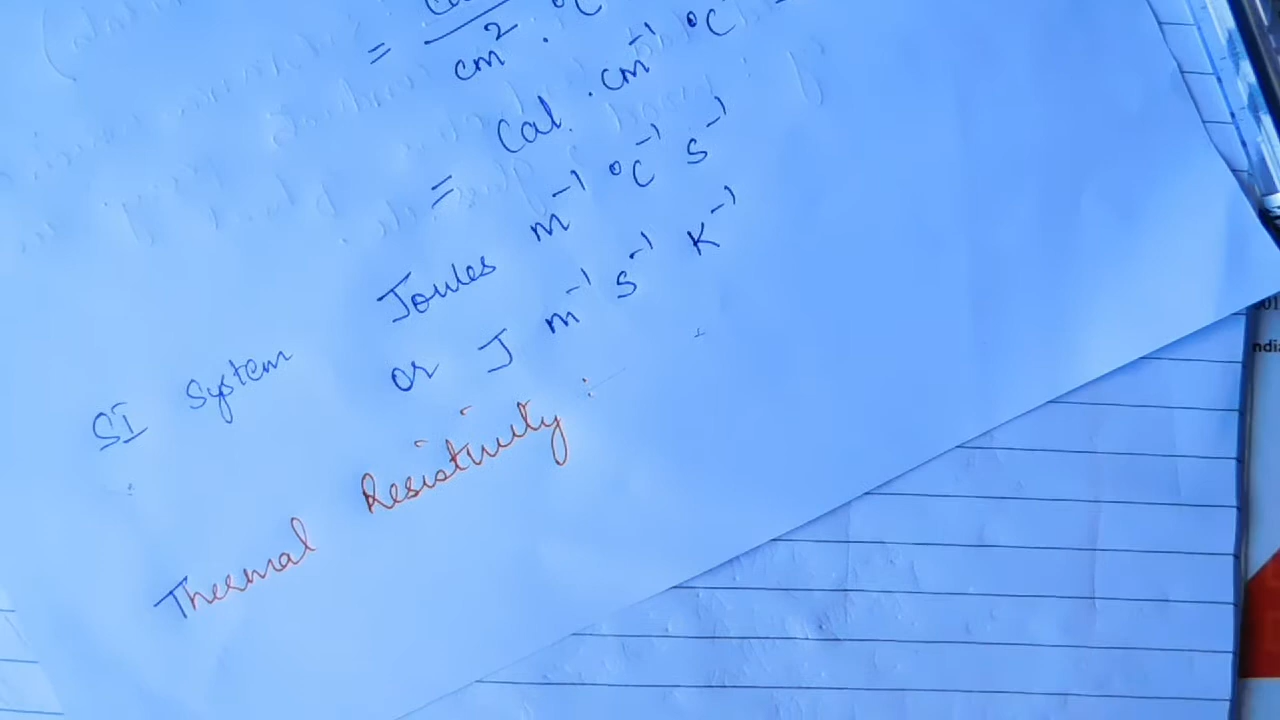 = cm² . °C
= Cal . cm⁻¹ °C
SI System Joules m⁻¹ °C⁻¹ s⁻¹
or J m⁻¹ s⁻¹ K⁻¹
Thermal Resistivity :